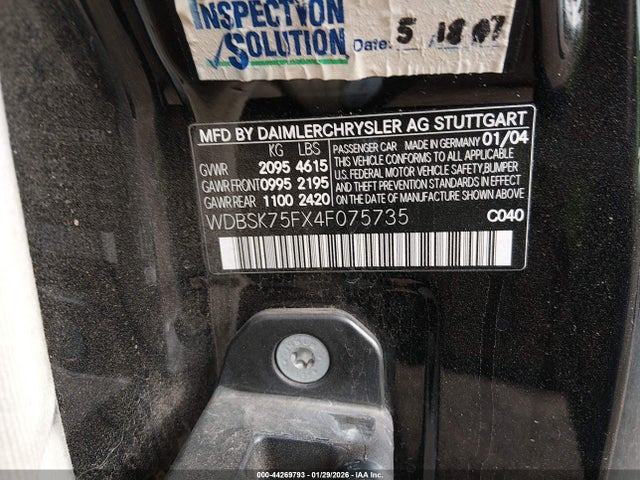 INSPECTION
SOLUTION Date: 5 /18 07
MFD BY DAIMLERCHRYSLER AG STUTTGART
KG LBS PASSENGER CAR MADE IN GERMANY 01/04
GVWR 2095 4615 THIS VEHICLE CONFORMS TO ALL APPLICABLE
GAWR FRONT 0995 2195 U.S. FEDERAL MOTOR VEHICLE SAFETY, BUMPER
AND THEFT PREVENTION STANDARDS IN EFFECT
GAWR REAR 1100 2420 ON THE DATE OF MANUFACTURE SHOWN ABOVE.
WDBSK75FX4F075735 C040
000-44269793 - 01/29/2026 - IAA Inc.